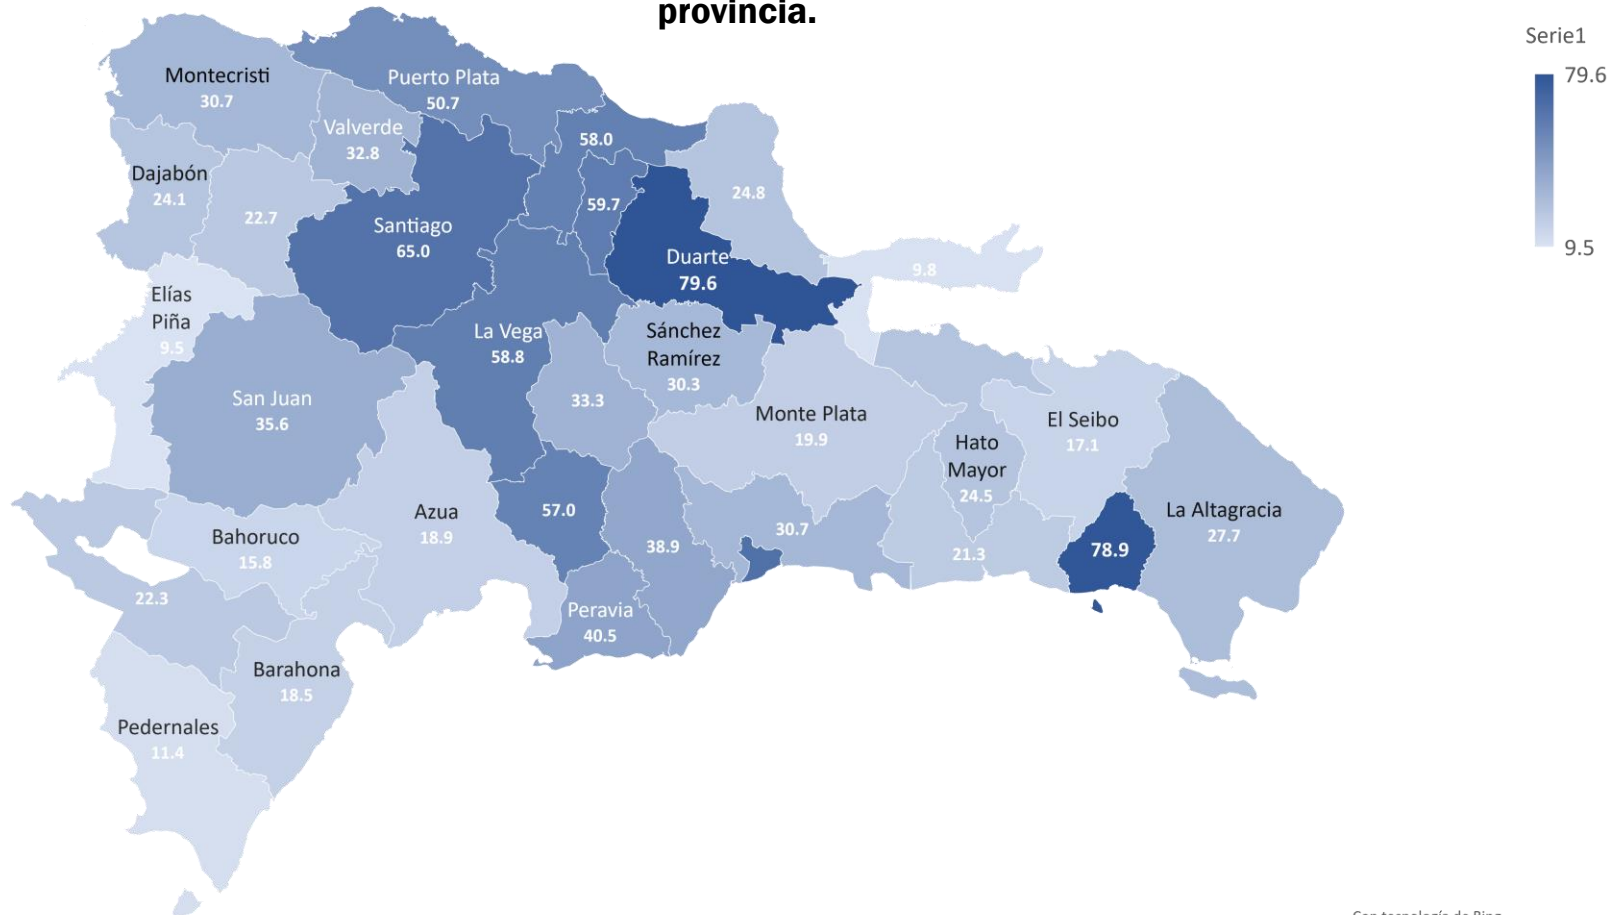 provincia.
Serie1
79.6
9.5
Montecristi
30.7
Puerto Plata
50.7
Valverde
32.8
58.0
Dajabón
24.1
22.7
59.7
24.8
Santiago
65.0
Duarte
79.6
9.8
Elías
Piña
9.5
La Vega
58.8
Sánchez
Ramírez
30.3
San Juan
35.6
33.3
Monte Plata
19.9
El Seibo
17.1
Hato
Mayor
24.5
Azua
18.9
57.0
La Altagracia
27.7
Bahoruco
15.8
38.9
30.7
21.3
78.9
22.3
Peravia
40.5
Barahona
18.5
Pedernales
11.4
Con tecnología de Bing